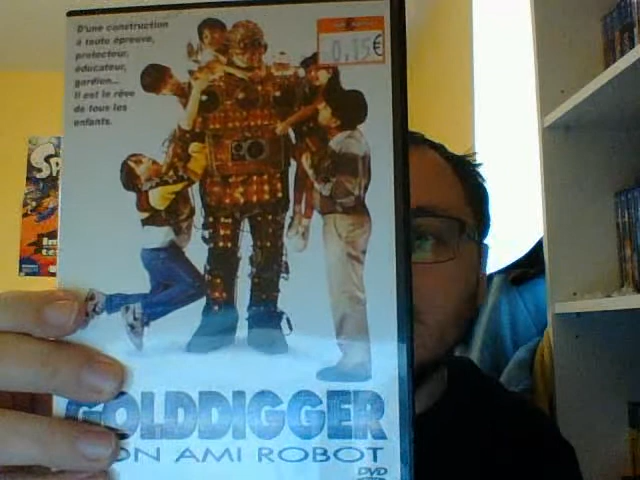 D'une construction
à toute épreuve,
protecteur,
éducateur,
gardien...
Il est le rêve
de tous les
enfants.
0.15€
GOLDDIGGER
ON AMI ROBOT
DVD